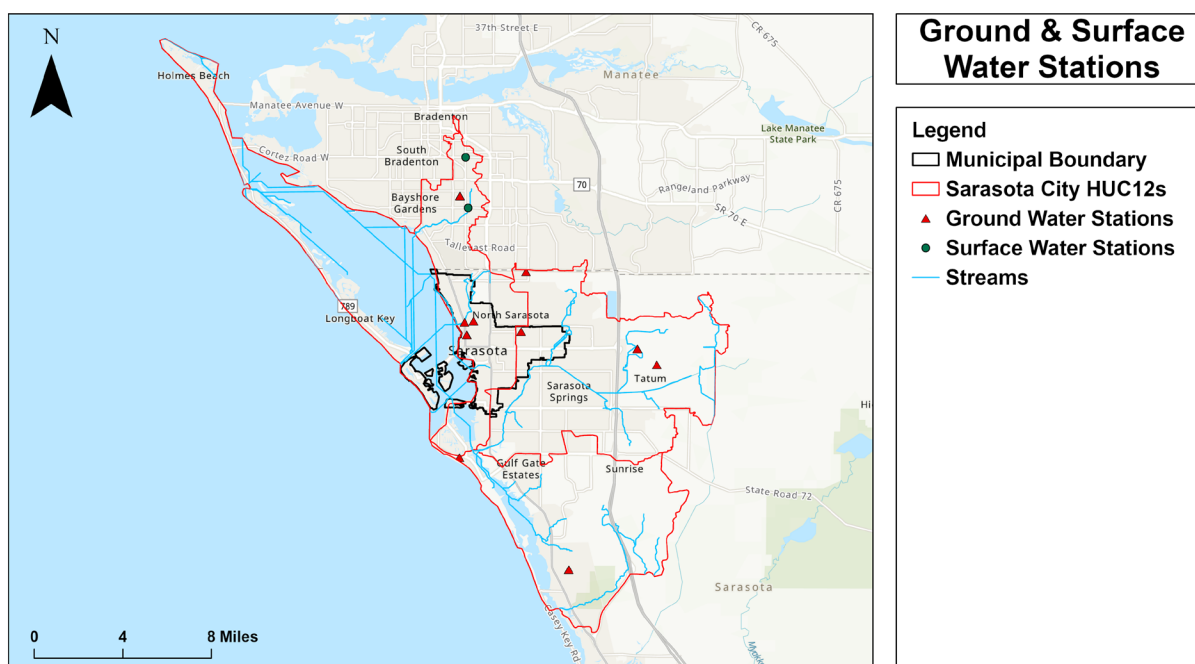 Ground & Surface
Water Stations
Legend
Municipal Boundary
Sarasota City HUC12s
Ground Water Stations
Surface Water Stations
Streams
N
37th Street E
CR 675
Holmes Beach
Manatee
Manatee Avenue W
Bradenton
Lake Manatee
State Park
Cortez Road W
South
Bradenton
70
Rangeland Parkway
CR 675
Bayshore
Gardens
SR 70 E
Tallevast Road
789
Longboat Key
North Sarasota
Sarasota
Tatum
Sarasota
Springs
Hi
Gulf Gate
Estates
Sunrise
State Road 72
Sarasota
Casey Key Rd
0 4 8 Miles